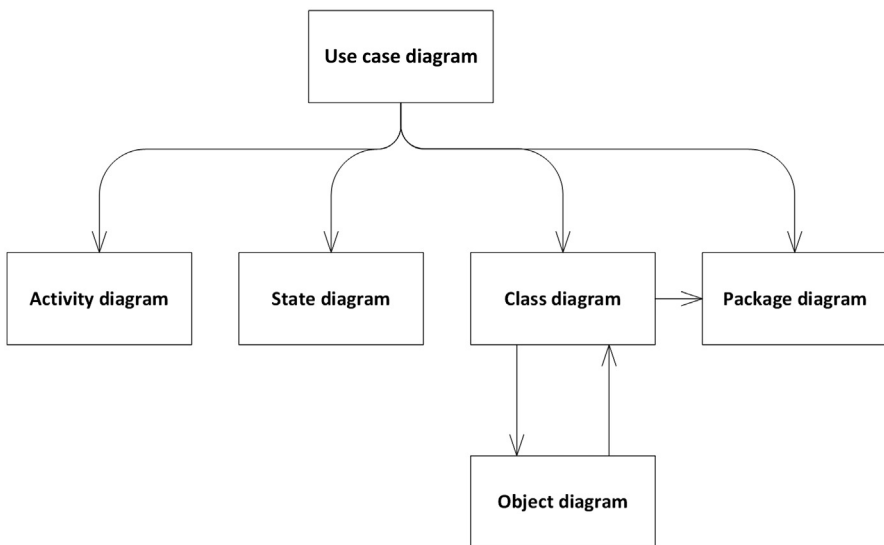 Use case diagram
Activity diagram
State diagram
Class diagram
Package diagram
Object diagram